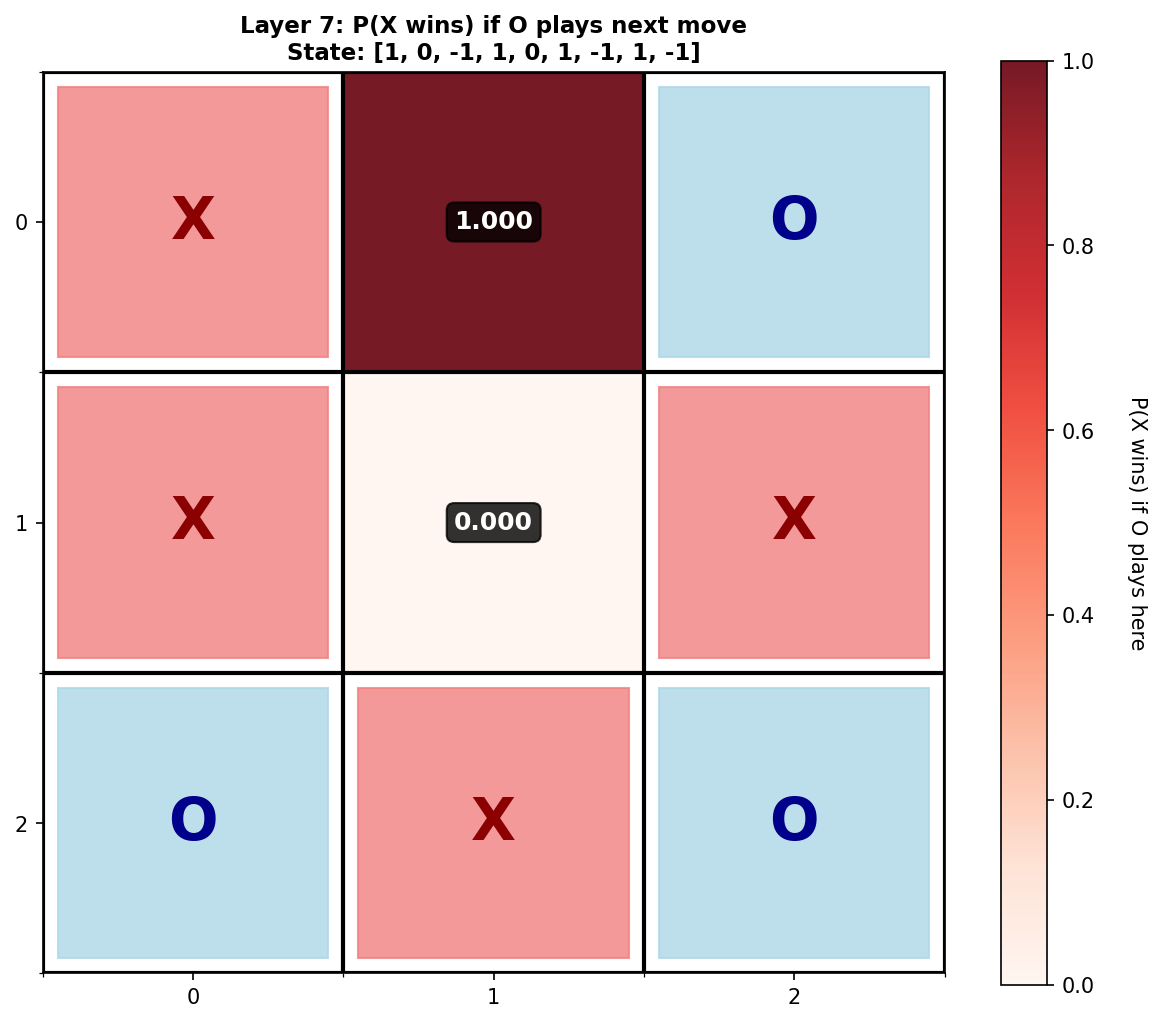 Layer 7: P(X wins) if O plays next move
State: [1, 0, -1, 1, 0, 1, -1, 1, -1]
0
X
1.000
O
1
X
0.000
X
2
O
X
O
0
1
2
1.0
0.8
0.6
0.4
0.2
0.0
P(X wins) if O plays here